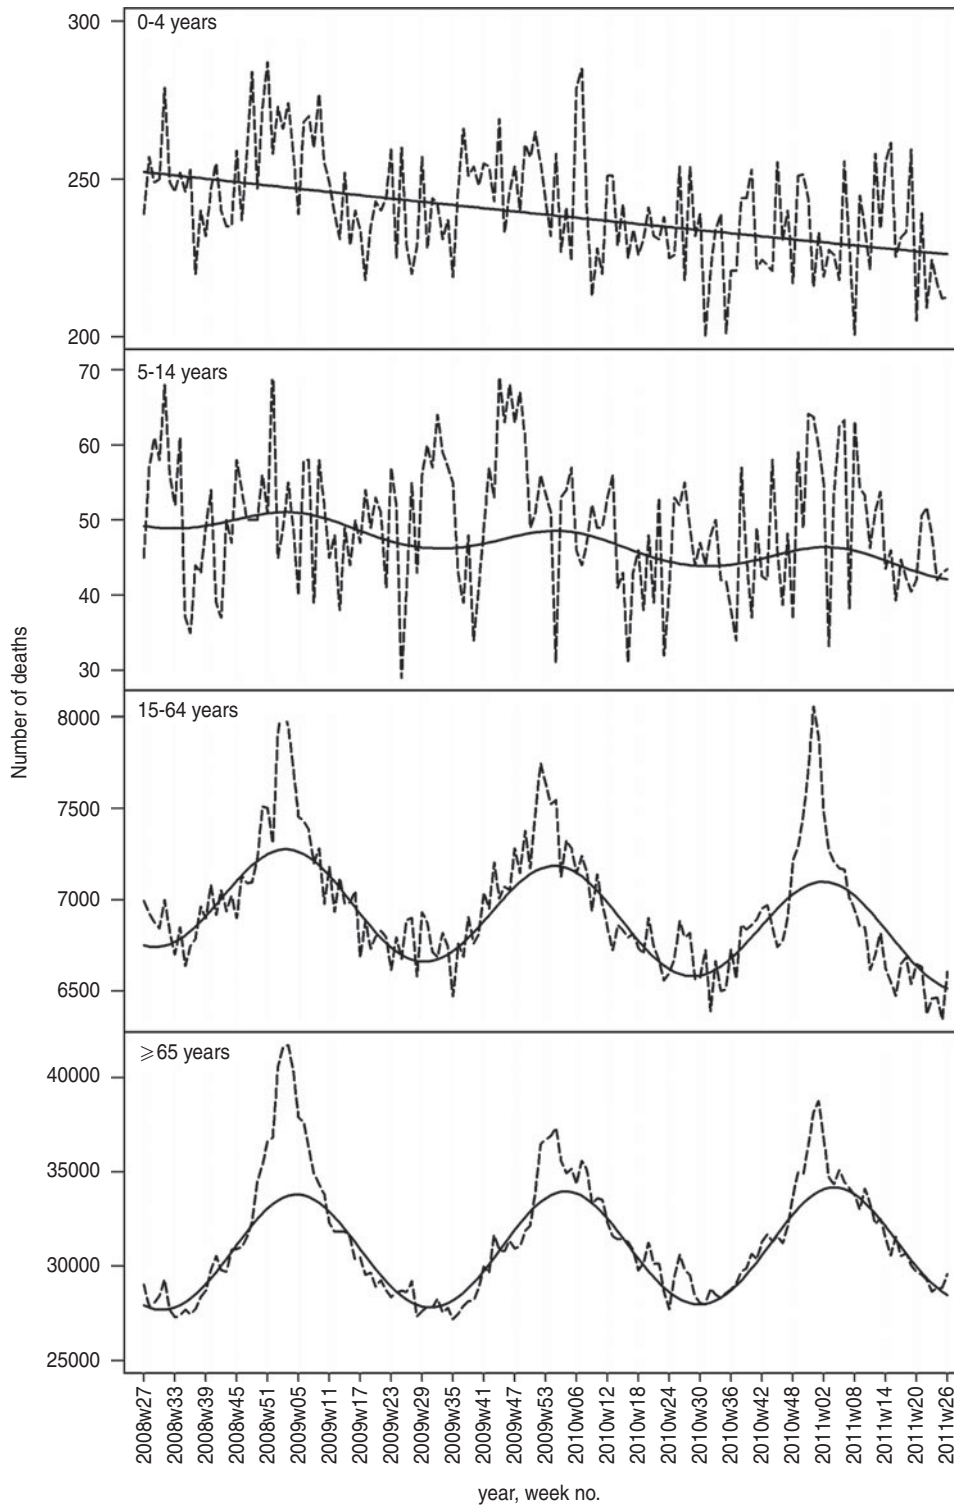 300
0-4 years
250
200
70
5-14 years
60
50
40
30
Number of deaths
8000
15-64 years
7500
7000
6500
⩾65 years
40000
35000
30000
25000
2008w27
2008w33
2008w39
2008w45
2008w51
2009w05
2009w11
2009w17
2009w23
2009w29
2009w35
2009w41
2009w47
2009w53
2010w06
2010w12
2010w18
2010w24
2010w30
2010w36
2010w42
2010w48
2011w02
2011w08
2011w14
2011w20
2011w26
year, week no.